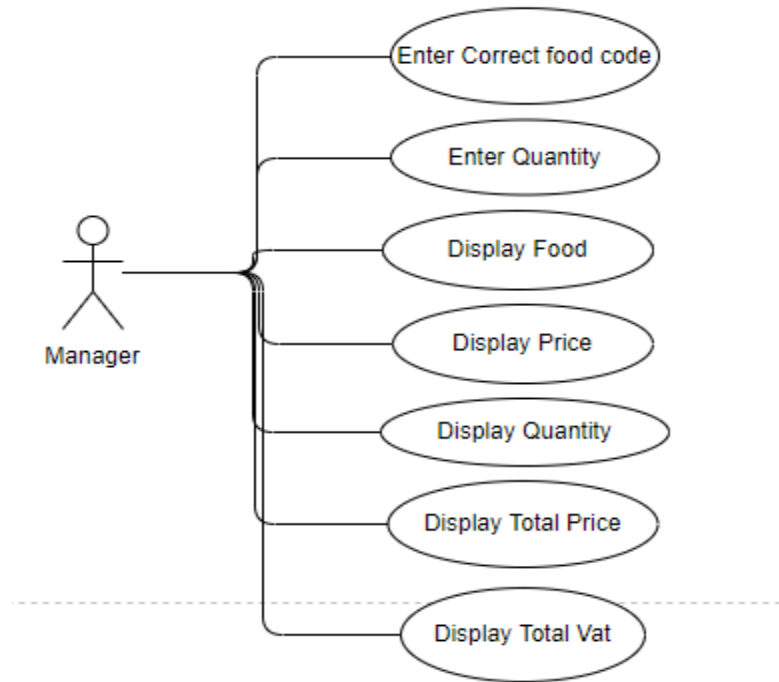 Enter Correct food code
Enter Quantity
Display Food
Manager
Display Price
Display Quantity
Display Total Price
Display Total Vat